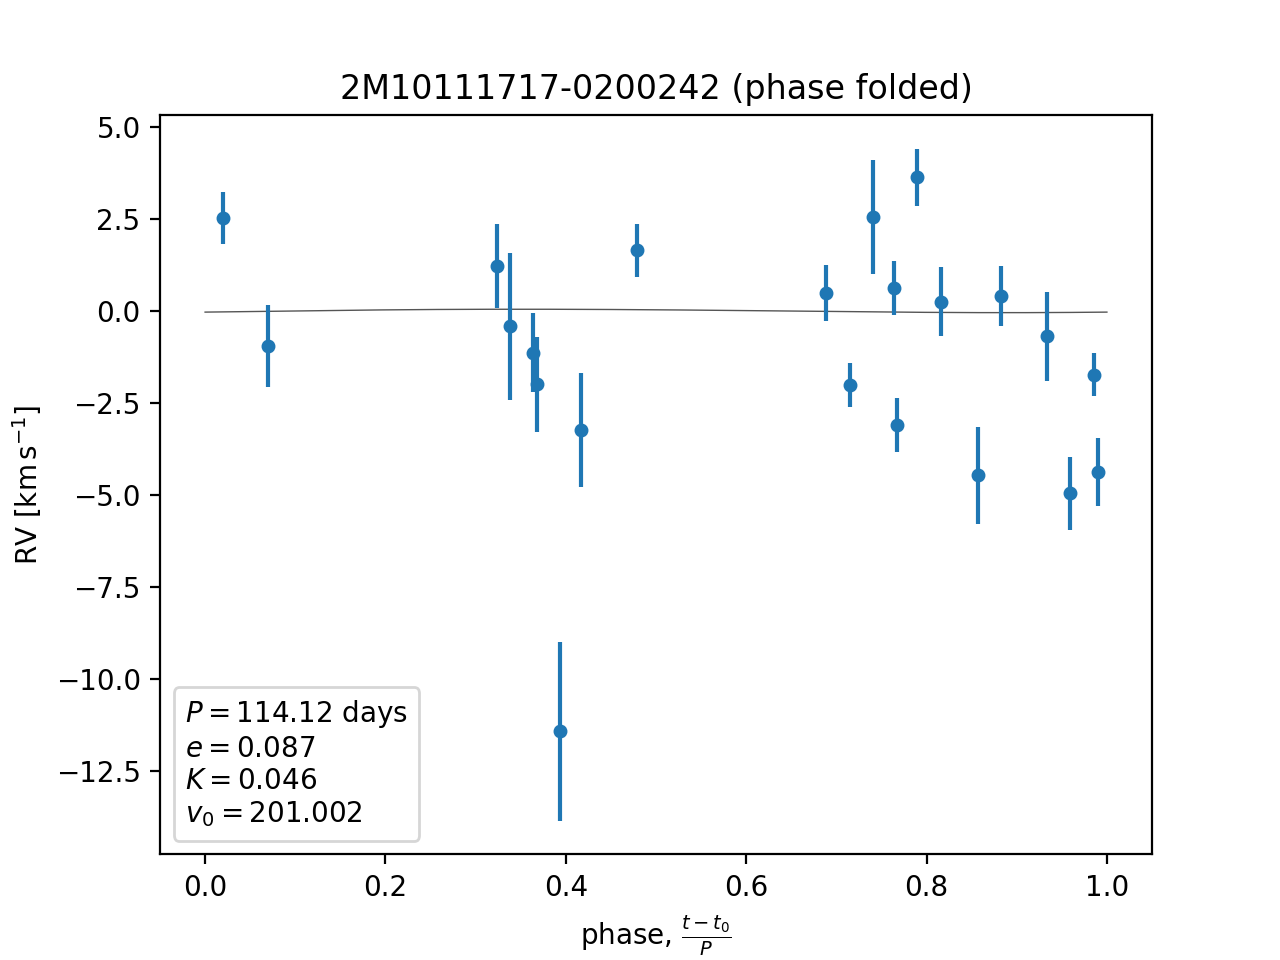 2M10111717-0200242 (phase folded)
5.0
2.5
0.0
−2.5
−5.0
−7.5
−10.0
−12.5
RV [km s⁻¹]
P = 114.12 days
e = 0.087
K = 0.046
v₀ = 201.002
0.0 0.2 0.4 0.6 0.8 1.0
phase, (t − t₀)/P